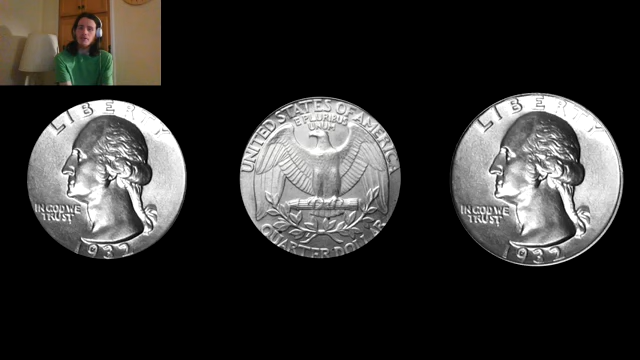 LIBERTY
IN GOD WE
TRUST
1932
UNITED STATES OF AMERICA
E PLURIBUS
UNUM
QUARTER DOLLAR
LIBERTY
IN GOD WE
TRUST
1932